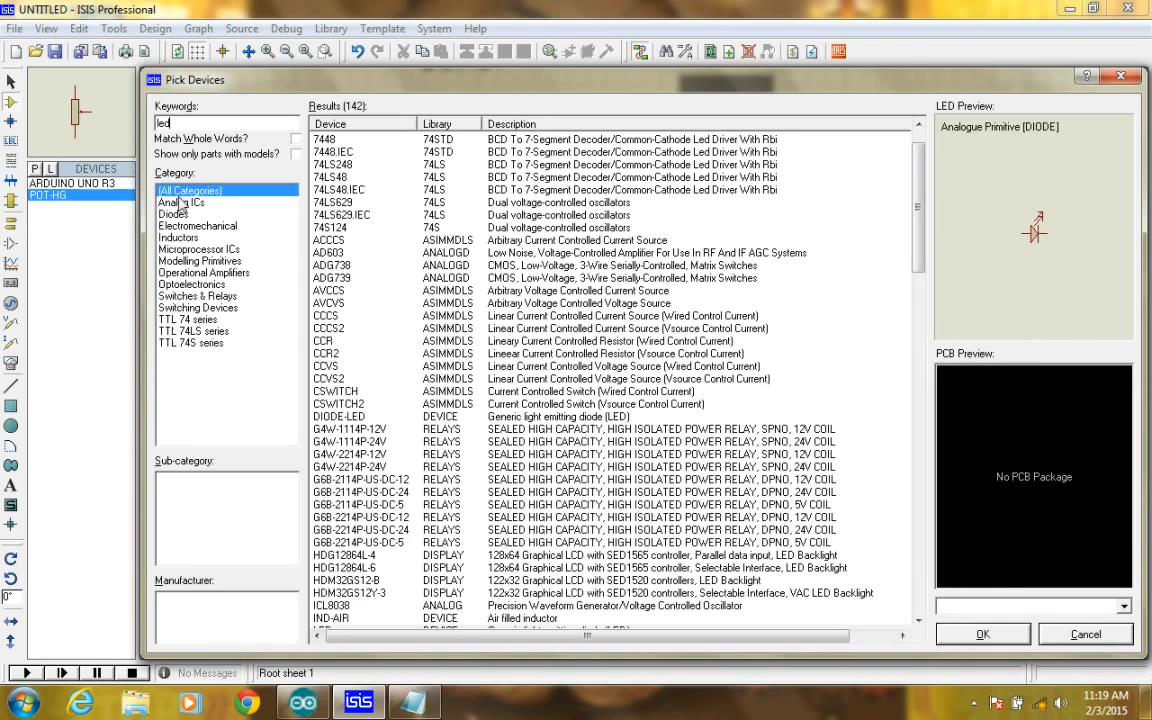 UNTITLED - ISIS Professional
File View Edit Tools Design Graph Source Debug Library Template System Help
Pick Devices
Keywords:
led
Match Whole Words?
Show only parts with models?
Category:
(All Categories)
Analog ICs
Diodes
Electromechanical
Inductors
Microprocessor ICs
Modelling Primitives
Operational Amplifiers
Optoelectronics
Switches & Relays
Switching Devices
TTL 74 series
TTL 74LS series
TTL 74S series
Sub-category:
Manufacturer:
P L DEVICES
ARDUINO UNO R3
POT-HG
LBL
A
0°
Results (142):
Device Library Description
7448 74STD BCD To 7-Segment Decoder/Common-Cathode Led Driver With Rbi
7448.IEC 74STD BCD To 7-Segment Decoder/Common-Cathode Led Driver With Rbi
74LS248 74LS BCD To 7-Segment Decoder/Common-Cathode Led Driver With Rbi
74LS48 74LS BCD To 7-Segment Decoder/Common-Cathode Led Driver With Rbi
74LS48.IEC 74LS BCD To 7-Segment Decoder/Common-Cathode Led Driver With Rbi
74LS629 74LS Dual voltage-controlled oscillators
74LS629.IEC 74LS Dual voltage-controlled oscillators
74S124 74S Dual voltage-controlled oscillators
ACCCS ASIMMDLS Arbitrary Current Controlled Current Source
AD603 ANALOGD Low Noise, Voltage-Controlled Amplifier For Use In RF And IF AGC Systems
ADG738 ANALOGD CMOS, Low-Voltage, 3-Wire Serially-Controlled, Matrix Switches
ADG739 ANALOGD CMOS, Low-Voltage, 3-Wire Serially-Controlled, Matrix Switches
AVCCS ASIMMDLS Arbitrary Voltage Controlled Current Source
AVCVS ASIMMDLS Arbitrary Voltage Controlled Voltage Source
CCCS ASIMMDLS Linear Current Controlled Current Source (Wired Control Current)
CCCS2 ASIMMDLS Linear Current Controlled Current Source (Vsource Control Current)
CCR ASIMMDLS Lineary Current Controlled Resistor (Wired Control Current)
CCR2 ASIMMDLS Lineear Current Controlled Resistor (Vsource Control Current)
CCVS ASIMMDLS Linear Current Controlled Voltage Source (Wired Control Current)
CCVS2 ASIMMDLS Linear Current Controlled Voltage Source (Vsource Control Current)
CSWITCH ASIMMDLS Current Controlled Switch (Wired Control Current)
CSWITCH2 ASIMMDLS Current Controlled Switch (Vsource Control Current)
DIODE-LED DEVICE Generic light emitting diode (LED)
G4W-1114P-12V RELAYS SEALED HIGH CAPACITY, HIGH ISOLATED POWER RELAY, SPNO, 12V COIL
G4W-1114P-24V RELAYS SEALED HIGH CAPACITY, HIGH ISOLATED POWER RELAY, SPNO, 24V COIL
G4W-2214P-12V RELAYS SEALED HIGH CAPACITY, HIGH ISOLATED POWER RELAY, DPNO, 12V COIL
G4W-2214P-24V RELAYS SEALED HIGH CAPACITY, HIGH ISOLATED POWER RELAY, DPNO, 24V COIL
G6B-2114P-US-DC-12 RELAYS SEALED HIGH CAPACITY, HIGH ISOLATED POWER RELAY, SPNO, 12V COIL
G6B-2114P-US-DC-24 RELAYS SEALED HIGH CAPACITY, HIGH ISOLATED POWER RELAY, DPNO, 24V COIL
G6B-2114P-US-DC-5 RELAYS SEALED HIGH CAPACITY, HIGH ISOLATED POWER RELAY, DPNO, 5V COIL
G6B-2214P-US-DC-12 RELAYS SEALED HIGH CAPACITY, HIGH ISOLATED POWER RELAY, DPNO, 12V COIL
G6B-2214P-US-DC-24 RELAYS SEALED HIGH CAPACITY, HIGH ISOLATED POWER RELAY, DPNO, 24V COIL
G6B-2214P-US-DC-5 RELAYS SEALED HIGH CAPACITY, HIGH ISOLATED POWER RELAY, DPNO, 5V COIL
HDG12864L-4 DISPLAY 128x64 Graphical LCD with SED1565 controller, Parallel data input, LED Backlight
HDG12864L-6 DISPLAY 128x64 Graphical LCD with SED1565 controller, Selectable Interface, LED Backlight
HDM32GS12-B DISPLAY 122x32 Graphical LCD with SED1520 controllers, LED Backlight
HDM32GS12Y-3 DISPLAY 122x32 Graphical LCD with SED1520 controllers, Selectable Interface, VAC LED Backlight
ICL8038 ANALOG Precision Waveform Generator/Voltage Controlled Oscillator
IND-AIR DEVICE Air filled inductor
LED Preview:
Analogue Primitive [DIODE]
PCB Preview:
No PCB Package
OK Cancel
No Messages Root sheet 1
isis
11:19 AM
2/3/2015